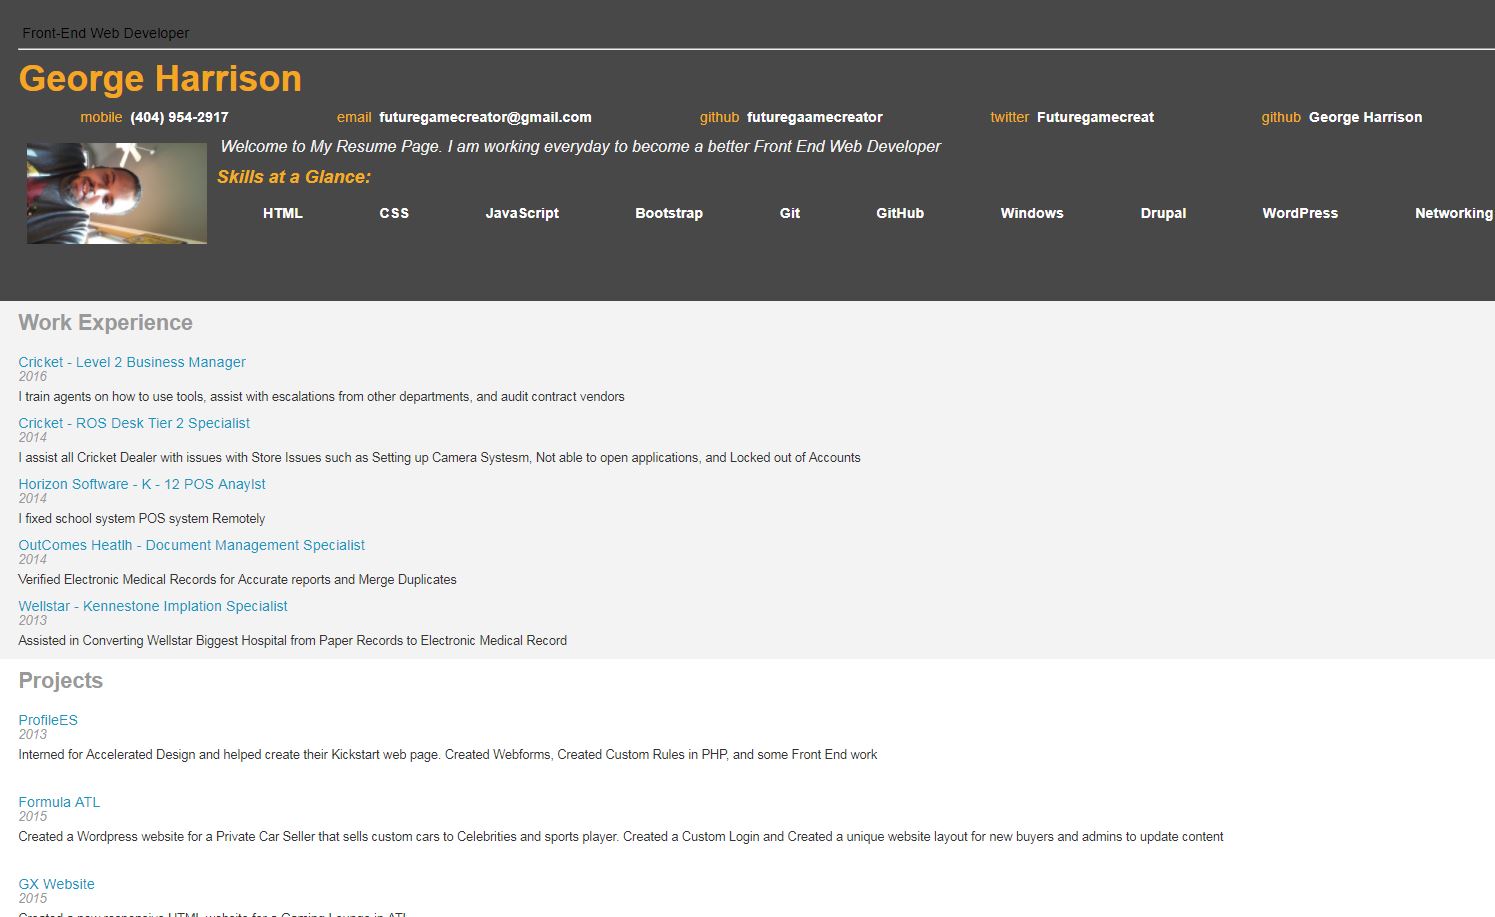 Front-End Web Developer
George Harrison
mobile (404) 954-2917 email futuregamecreator@gmail.com github futuregaamecreator twitter Futuregamecreat github George Harrison
Welcome to My Resume Page. I am working everyday to become a better Front End Web Developer
Skills at a Glance:
HTML CSS JavaScript Bootstrap Git GitHub Windows Drupal WordPress Networking
Work Experience
Cricket - Level 2 Business Manager
2016
I train agents on how to use tools, assist with escalations from other departments, and audit contract vendors
Cricket - ROS Desk Tier 2 Specialist
2014
I assist all Cricket Dealer with issues with Store Issues such as Setting up Camera Systesm, Not able to open applications, and Locked out of Accounts
Horizon Software - K - 12 POS Anaylst
2014
I fixed school system POS system Remotely
OutComes Heatlh - Document Management Specialist
2014
Verified Electronic Medical Records for Accurate reports and Merge Duplicates
Wellstar - Kennestone Implation Specialist
2013
Assisted in Converting Wellstar Biggest Hospital from Paper Records to Electronic Medical Record
Projects
ProfileES
2013
Interned for Accelerated Design and helped create their Kickstart web page. Created Webforms, Created Custom Rules in PHP, and some Front End work
Formula ATL
2015
Created a Wordpress website for a Private Car Seller that sells custom cars to Celebrities and sports player. Created a Custom Login and Created a unique website layout for new buyers and admins to update content
GX Website
2015
Created a new responsive HTML website for a Gaming Lounge in ATL